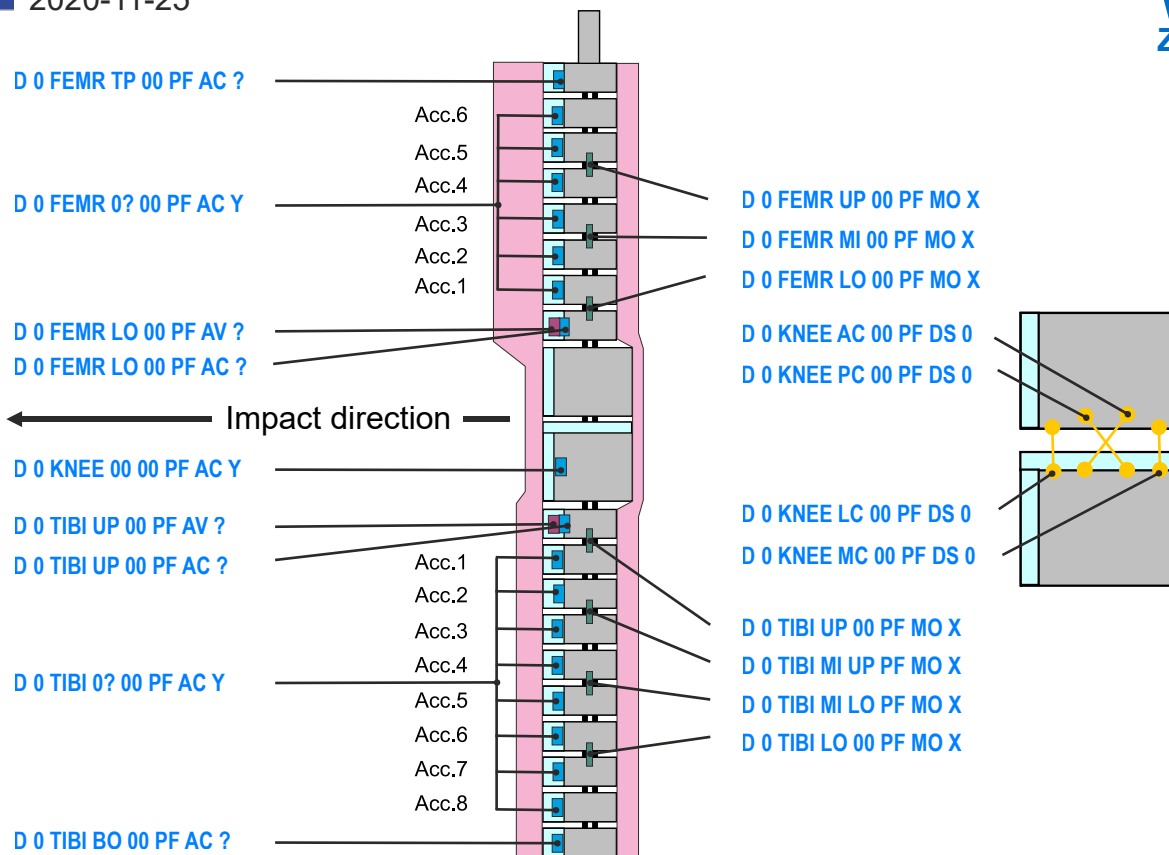 2020-11-25
Z
D 0 FEMR TP 00 PF AC ?
Acc.6
Acc.5
Acc.4
D 0 FEMR 0? 00 PF AC Y
Acc.3
Acc.2
Acc.1
D 0 FEMR LO 00 PF AV ?
D 0 FEMR LO 00 PF AC ?
D 0 FEMR UP 00 PF MO X
D 0 FEMR MI 00 PF MO X
D 0 FEMR LO 00 PF MO X
D 0 KNEE AC 00 PF DS 0
D 0 KNEE PC 00 PF DS 0
Impact direction
D 0 KNEE 00 00 PF AC Y
D 0 KNEE LC 00 PF DS 0
D 0 KNEE MC 00 PF DS 0
D 0 TIBI UP 00 PF AV ?
D 0 TIBI UP 00 PF AC ?
Acc.1
Acc.2
Acc.3
Acc.4
D 0 TIBI 0? 00 PF AC Y
Acc.5
Acc.6
Acc.7
Acc.8
D 0 TIBI UP 00 PF MO X
D 0 TIBI MI UP PF MO X
D 0 TIBI MI LO PF MO X
D 0 TIBI LO 00 PF MO X
D 0 TIBI BO 00 PF AC ?